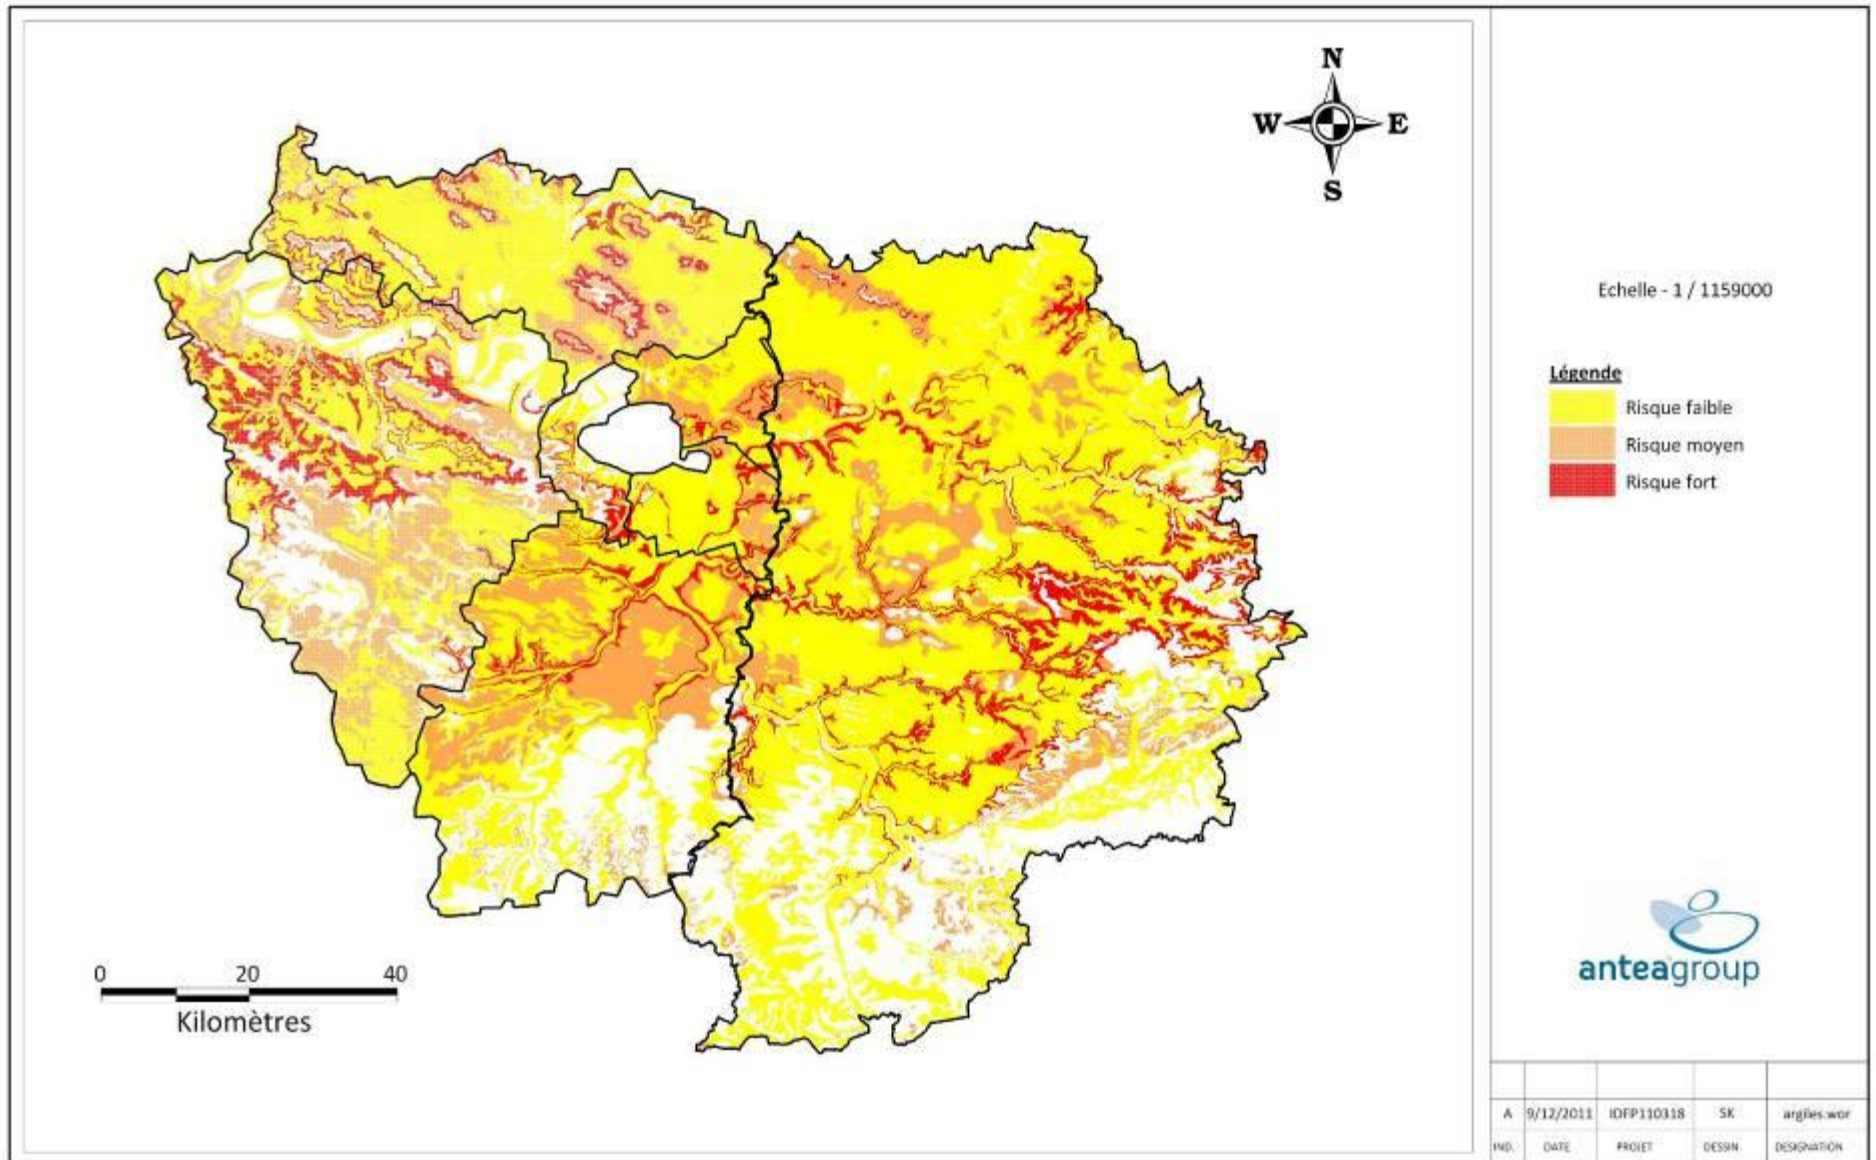 N
W E
S
Echelle - 1 / 1159000
Légende
Risque faible
Risque moyen
Risque fort
0 20 40
Kilomètres
anteagroup
A 9/12/2011 IDFP110318 SK argiles.wor
IND. DATE PROJET DESSIN DESIGNATION